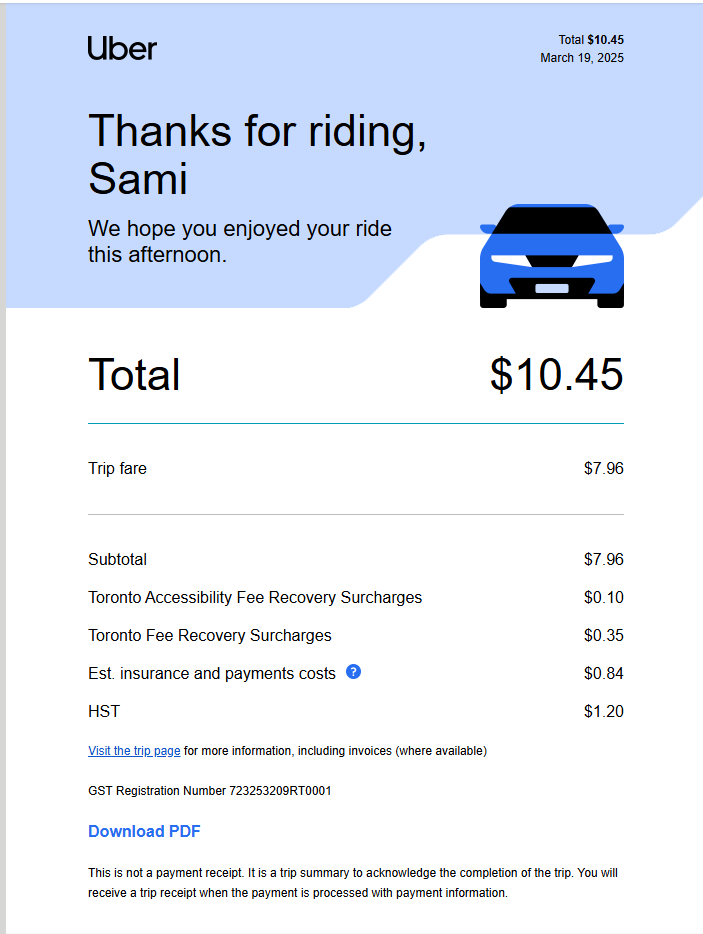 Uber
Total $10.45
March 19, 2025
Thanks for riding,
Sami
We hope you enjoyed your ride
this afternoon.
Total $10.45
Trip fare $7.96
Subtotal $7.96
Toronto Accessibility Fee Recovery Surcharges $0.10
Toronto Fee Recovery Surcharges $0.35
Est. insurance and payments costs ? $0.84
HST $1.20
Visit the trip page for more information, including invoices (where available)
GST Registration Number 723253209RT0001
Download PDF
This is not a payment receipt. It is a trip summary to acknowledge the completion of the trip. You will
receive a trip receipt when the payment is processed with payment information.